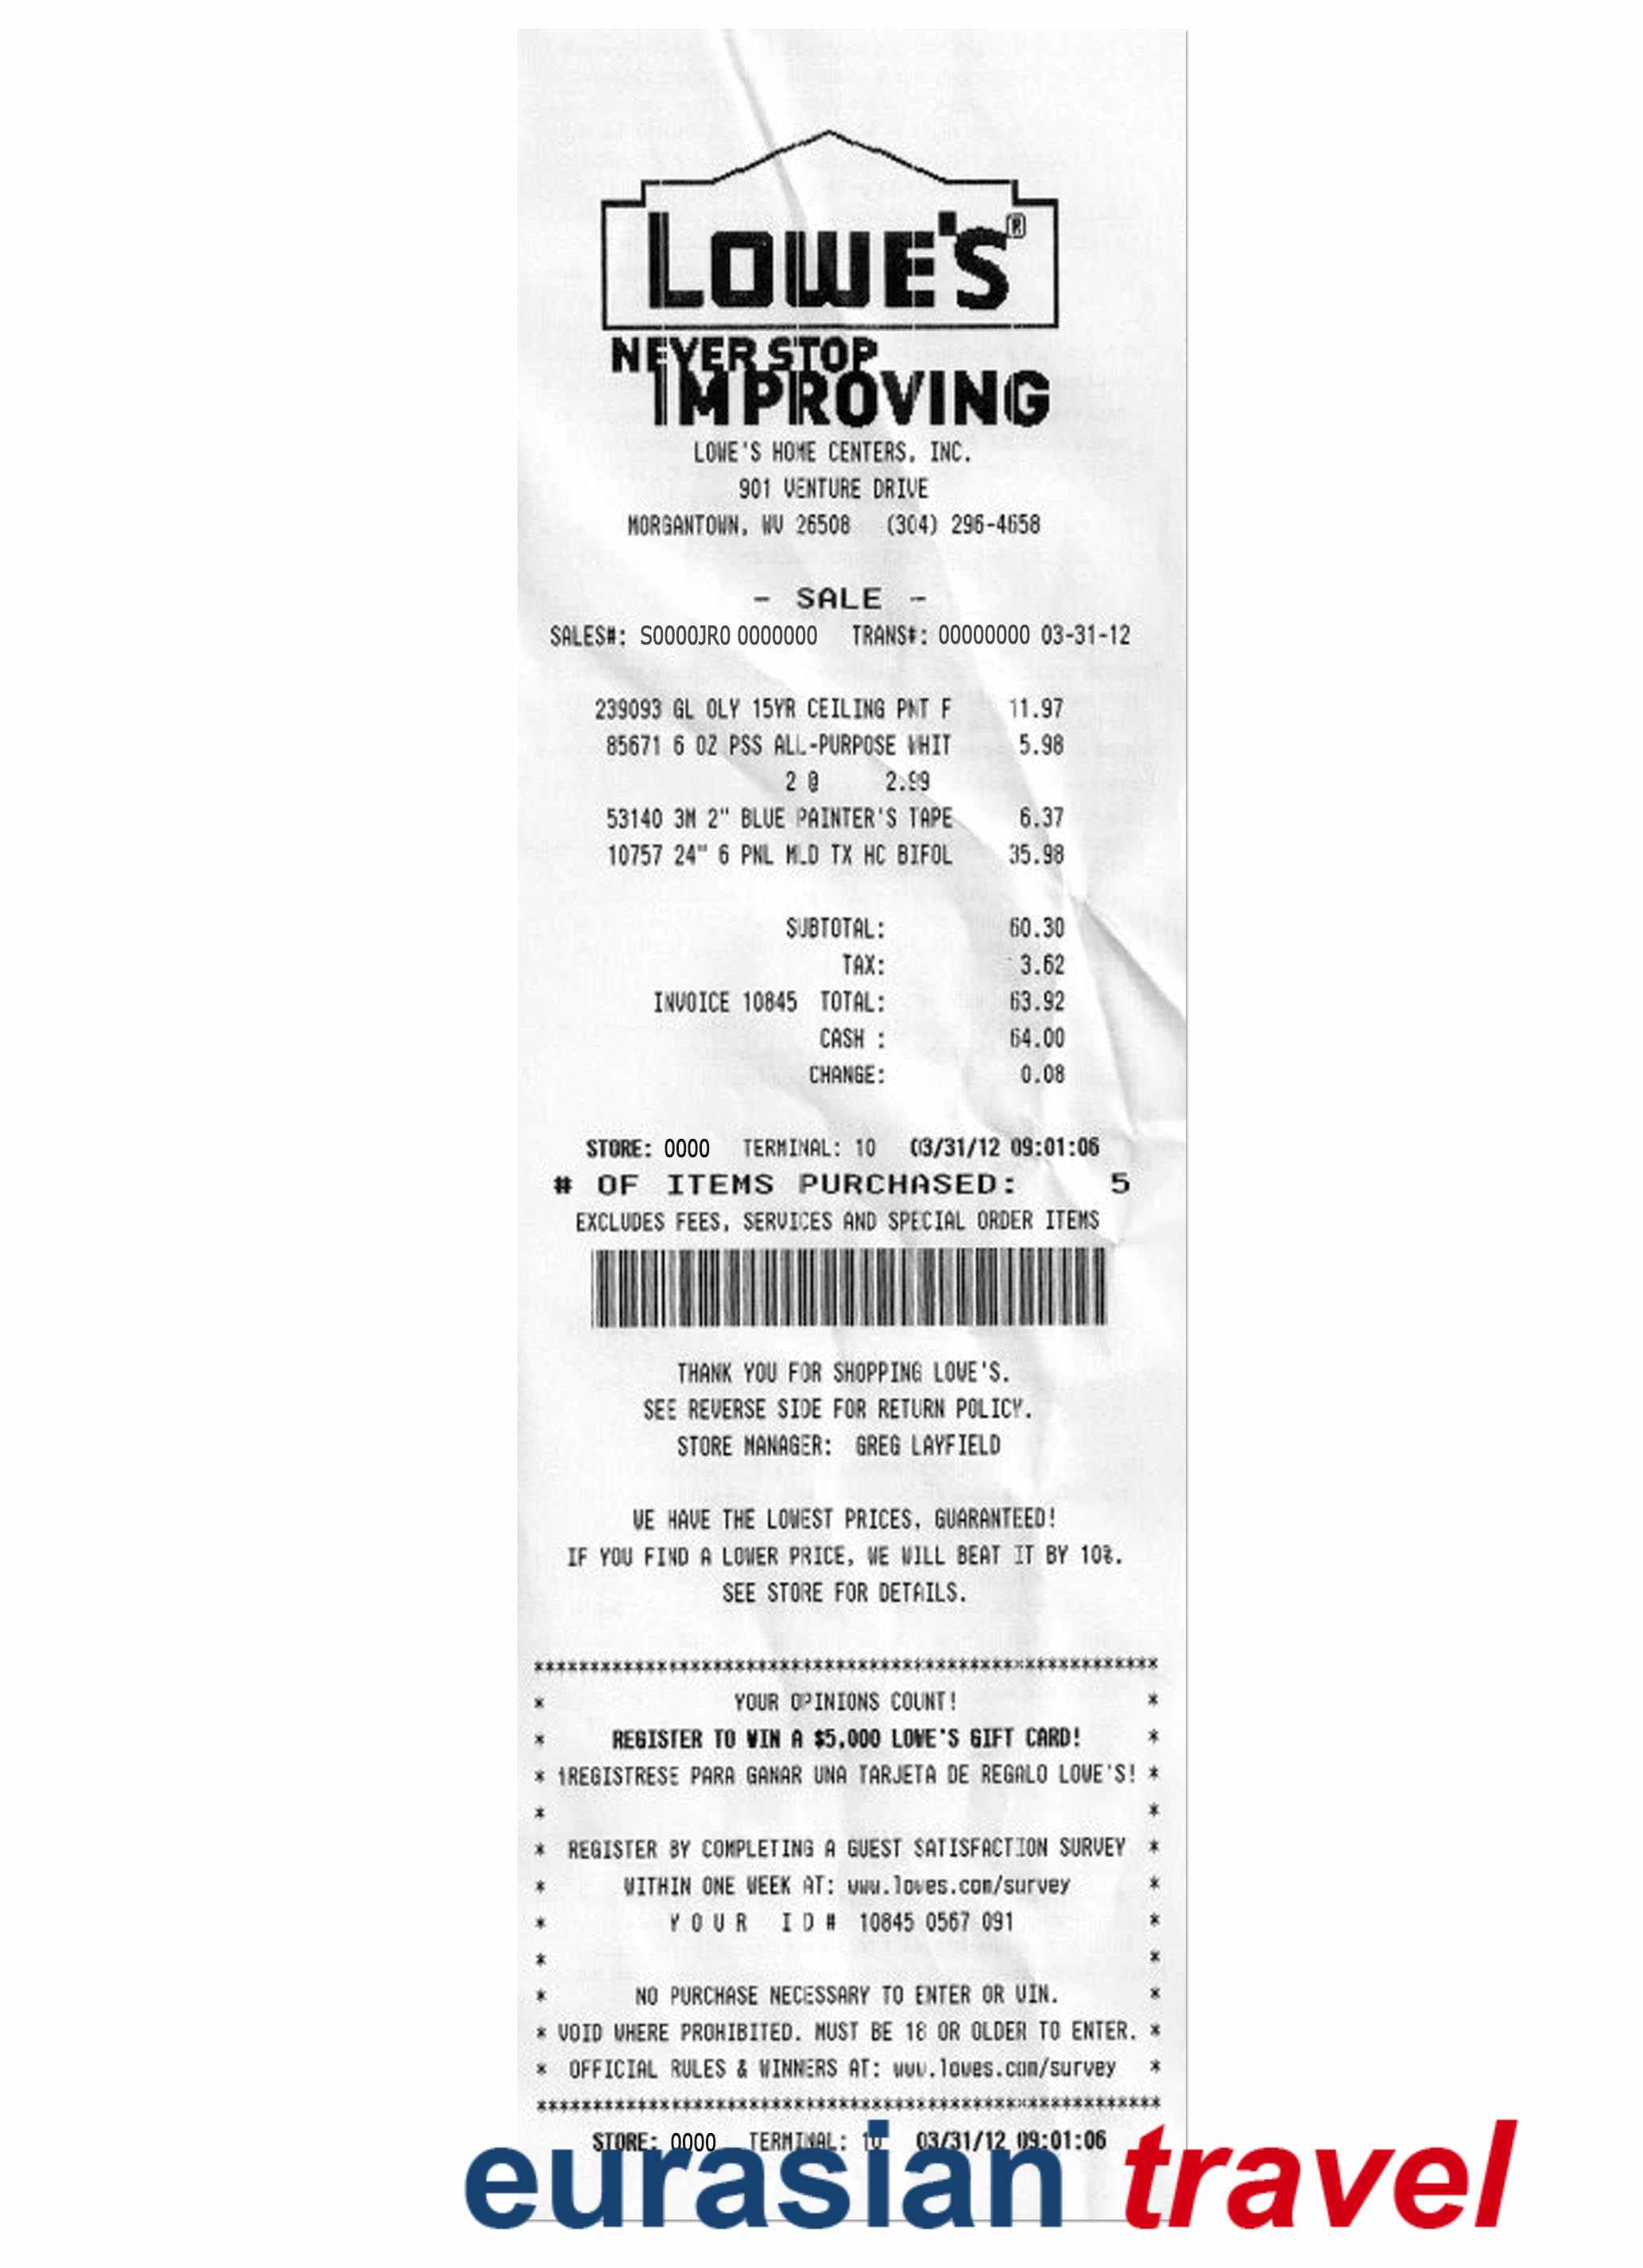 LOWE'S®
NEVER STOP
IMPROVING
LOWE'S HOME CENTERS, INC.
901 VENTURE DRIVE
MORGANTOWN, WV 26508 (304) 296-4658
- SALE -
SALES#: S0000JR0 0000000 TRANS#: 00000000 03-31-12
239093 GL OLY 15YR CEILING PNT F 11.97
85671 6 OZ PSS ALL-PURPOSE WHIT 5.98
2 @ 2.99
53140 3M 2" BLUE PAINTER'S TAPE 6.37
10757 24" 6 PNL MLD TX HC BIFOL 35.98
SUBTOTAL: 60.30
TAX: 3.62
INVOICE 10845 TOTAL: 63.92
CASH : 64.00
CHANGE: 0.08
STORE: 0000 TERMINAL: 10 03/31/12 09:01:06
# OF ITEMS PURCHASED: 5
EXCLUDES FEES, SERVICES AND SPECIAL ORDER ITEMS
THANK YOU FOR SHOPPING LOWE'S.
SEE REVERSE SIDE FOR RETURN POLICY.
STORE MANAGER: GREG LAYFIELD
WE HAVE THE LOWEST PRICES, GUARANTEED!
IF YOU FIND A LOWER PRICE, WE WILL BEAT IT BY 10%.
SEE STORE FOR DETAILS.
********************************************************
* YOUR OPINIONS COUNT! *
* REGISTER TO WIN A $5,000 LOWE'S GIFT CARD! *
* ¡REGISTRESE PARA GANAR UNA TARJETA DE REGALO LOWE'S! *
* *
* REGISTER BY COMPLETING A GUEST SATISFACTION SURVEY *
* WITHIN ONE WEEK AT: www.lowes.com/survey *
* Y O U R I D # 10845 0567 091 *
* *
* NO PURCHASE NECESSARY TO ENTER OR WIN. *
* VOID WHERE PROHIBITED. MUST BE 18 OR OLDER TO ENTER. *
* OFFICIAL RULES & WINNERS AT: www.lowes.com/survey *
********************************************************
STORE: 0000 TERMINAL: 10 03/31/12 09:01:06
eurasian travel